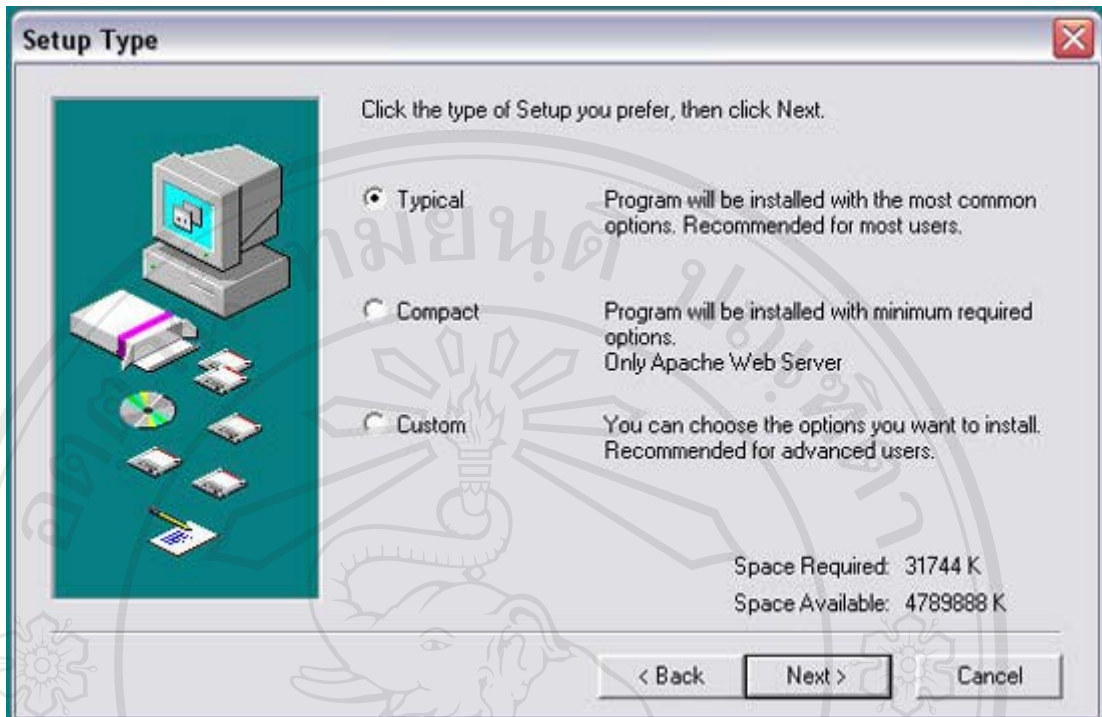 Setup Type
Click the type of Setup you prefer, then click Next.
Typical
Program will be installed with the most common
options. Recommended for most users.
Compact
Program will be installed with minimum required
options.
Only Apache Web Server
Custom
You can choose the options you want to install.
Recommended for advanced users.
Space Required: 31744 K
Space Available: 4789888 K
< Back
Next >
Cancel